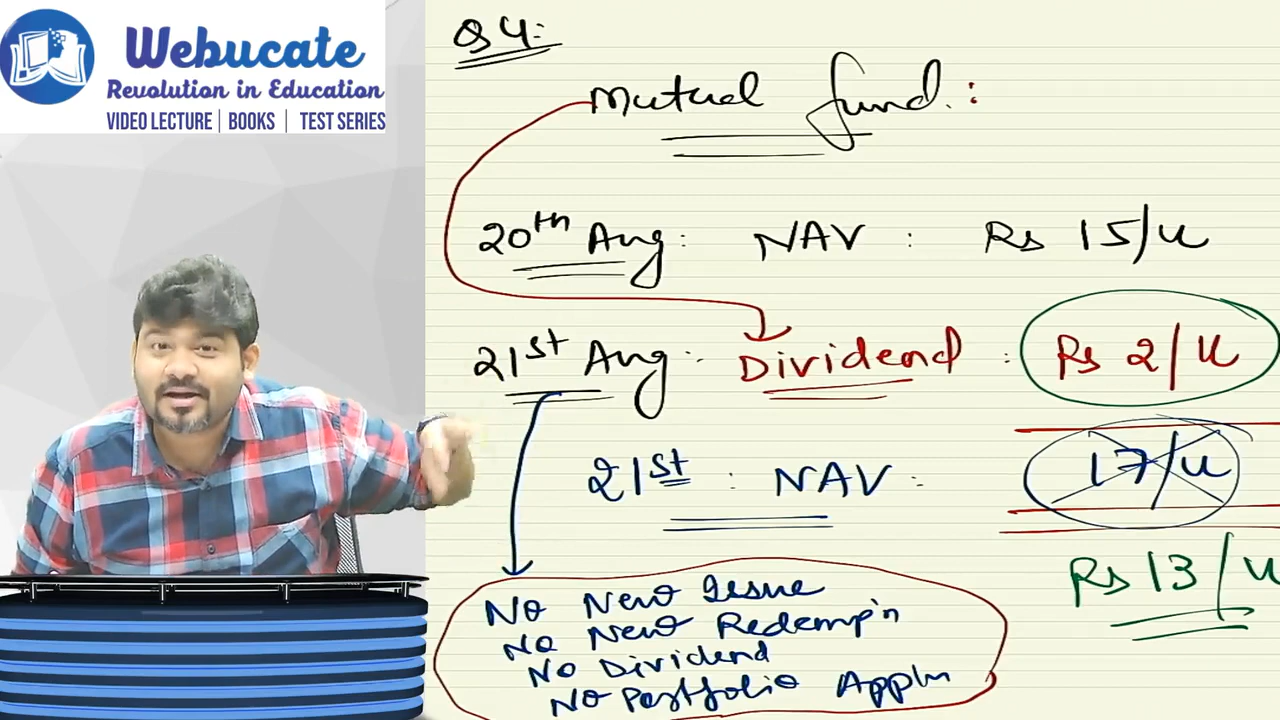 Webucate
Revolution in Education
VIDEO LECTURE | BOOKS | TEST SERIES
Q4:
Mutual fund:
20th Aug: NAV: Rs 15/u
21st Aug: Dividend: Rs 2/u
21st: NAV: 17/u
Rs 13/u
No New Issue
No New Redemp'n
No Dividend
No Portfolio Appln